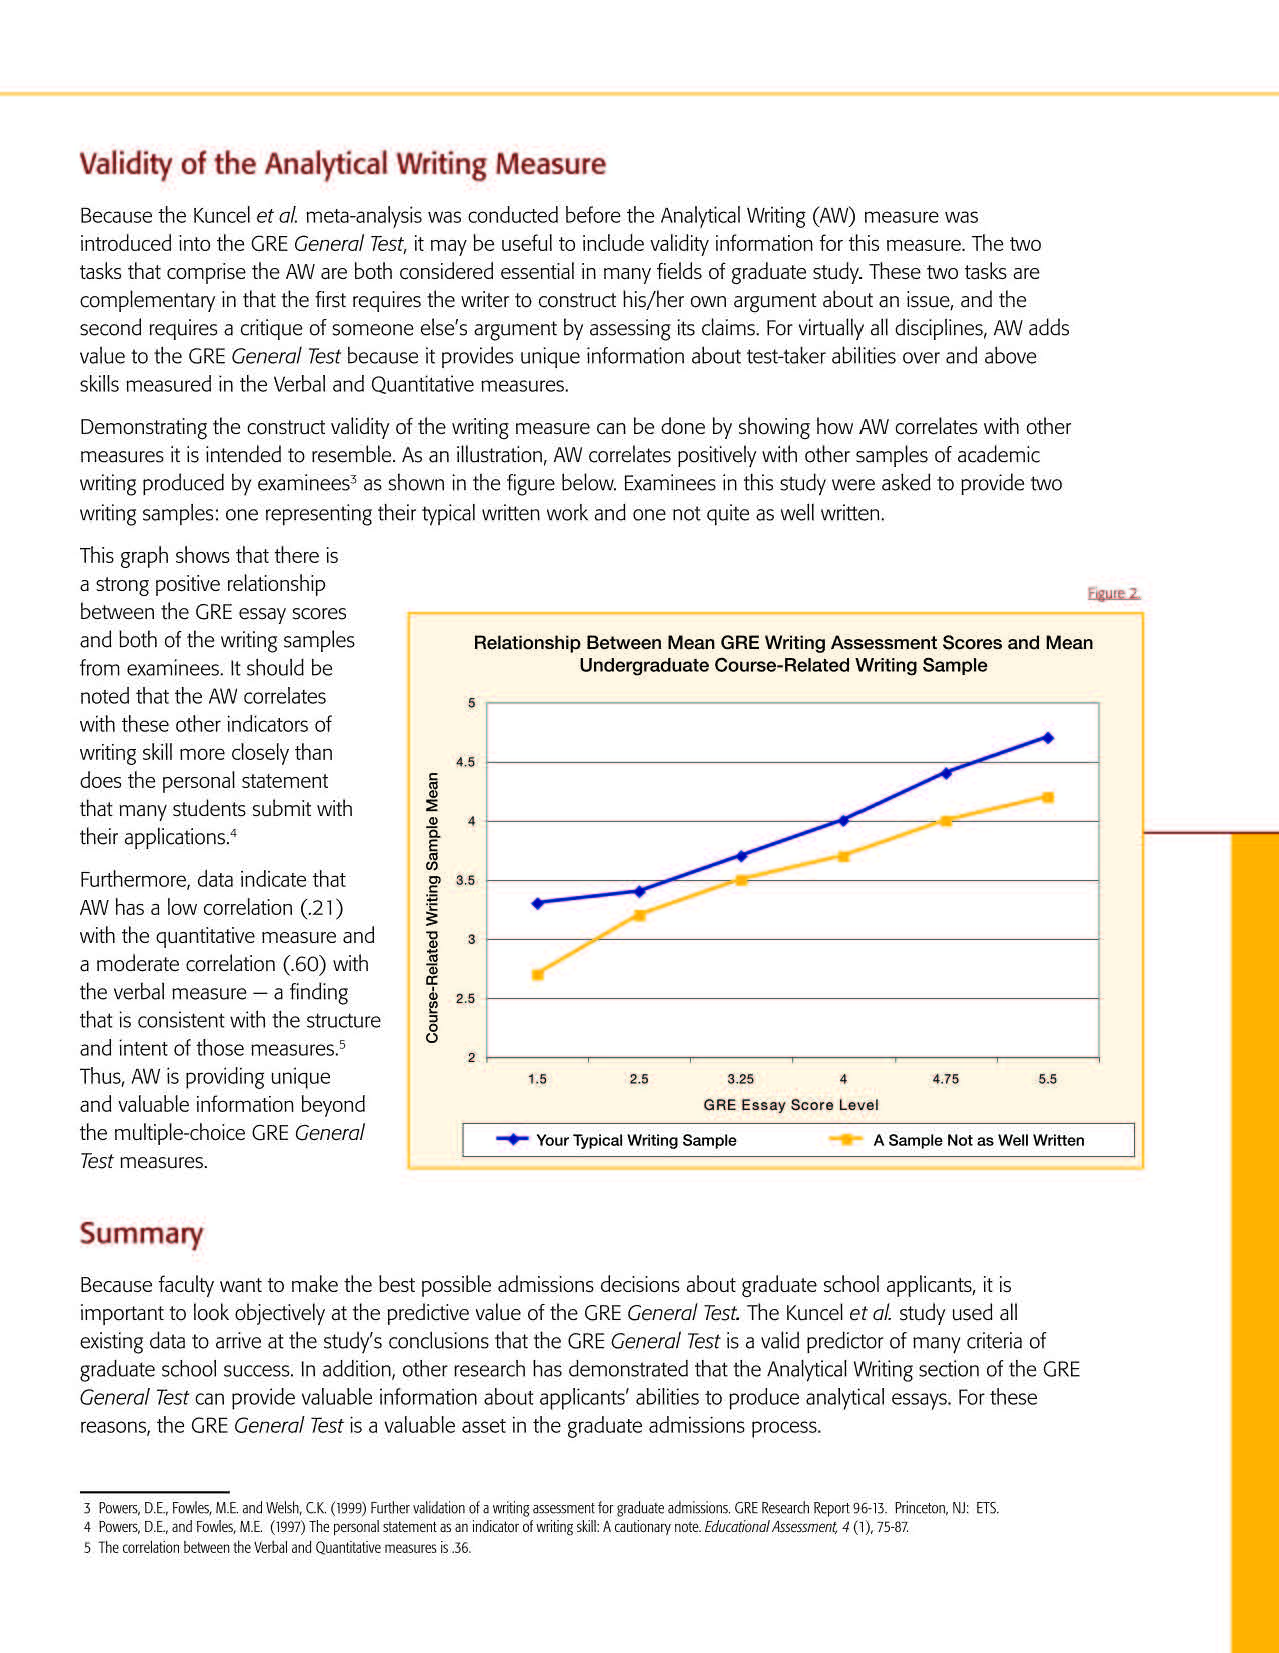 Validity of the Analytical Writing Measure
Because the Kuncel et al. meta-analysis was conducted before the Analytical Writing (AW) measure was
introduced into the GRE General Test, it may be useful to include validity information for this measure. The two
tasks that comprise the AW are both considered essential in many fields of graduate study. These two tasks are
complementary in that the first requires the writer to construct his/her own argument about an issue, and the
second requires a critique of someone else's argument by assessing its claims. For virtually all disciplines, AW adds
value to the GRE General Test because it provides unique information about test-taker abilities over and above
skills measured in the Verbal and Quantitative measures.
Demonstrating the construct validity of the writing measure can be done by showing how AW correlates with other
measures it is intended to resemble. As an illustration, AW correlates positively with other samples of academic
writing produced by examinees³ as shown in the figure below. Examinees in this study were asked to provide two
writing samples: one representing their typical written work and one not quite as well written.
This graph shows that there is
a strong positive relationship
between the GRE essay scores
and both of the writing samples
from examinees. It should be
noted that the AW correlates
with these other indicators of
writing skill more closely than
does the personal statement
that many students submit with
their applications.⁴
Furthermore, data indicate that
AW has a low correlation (.21)
with the quantitative measure and
a moderate correlation (.60) with
the verbal measure — a finding
that is consistent with the structure
and intent of those measures.⁵
Thus, AW is providing unique
and valuable information beyond
the multiple-choice GRE General
Test measures.
Figure 2.
Relationship Between Mean GRE Writing Assessment Scores and Mean
Undergraduate Course-Related Writing Sample
Course-Related Writing Sample Mean
5
4.5
4
3.5
3
2.5
2
1.5 2.5 3.25 4 4.75 5.5
GRE Essay Score Level
Your Typical Writing Sample A Sample Not as Well Written
Summary
Because faculty want to make the best possible admissions decisions about graduate school applicants, it is
important to look objectively at the predictive value of the GRE General Test. The Kuncel et al. study used all
existing data to arrive at the study's conclusions that the GRE General Test is a valid predictor of many criteria of
graduate school success. In addition, other research has demonstrated that the Analytical Writing section of the GRE
General Test can provide valuable information about applicants' abilities to produce analytical essays. For these
reasons, the GRE General Test is a valuable asset in the graduate admissions process.
3 Powers, D.E., Fowles, M.E. and Welsh, C.K. (1999) Further validation of a writing assessment for graduate admissions. GRE Research Report 96-13. Princeton, NJ: ETS.
4 Powers, D.E., and Fowles, M.E. (1997) The personal statement as an indicator of writing skill: A cautionary note. Educational Assessment, 4 (1), 75-87.
5 The correlation between the Verbal and Quantitative measures is .36.